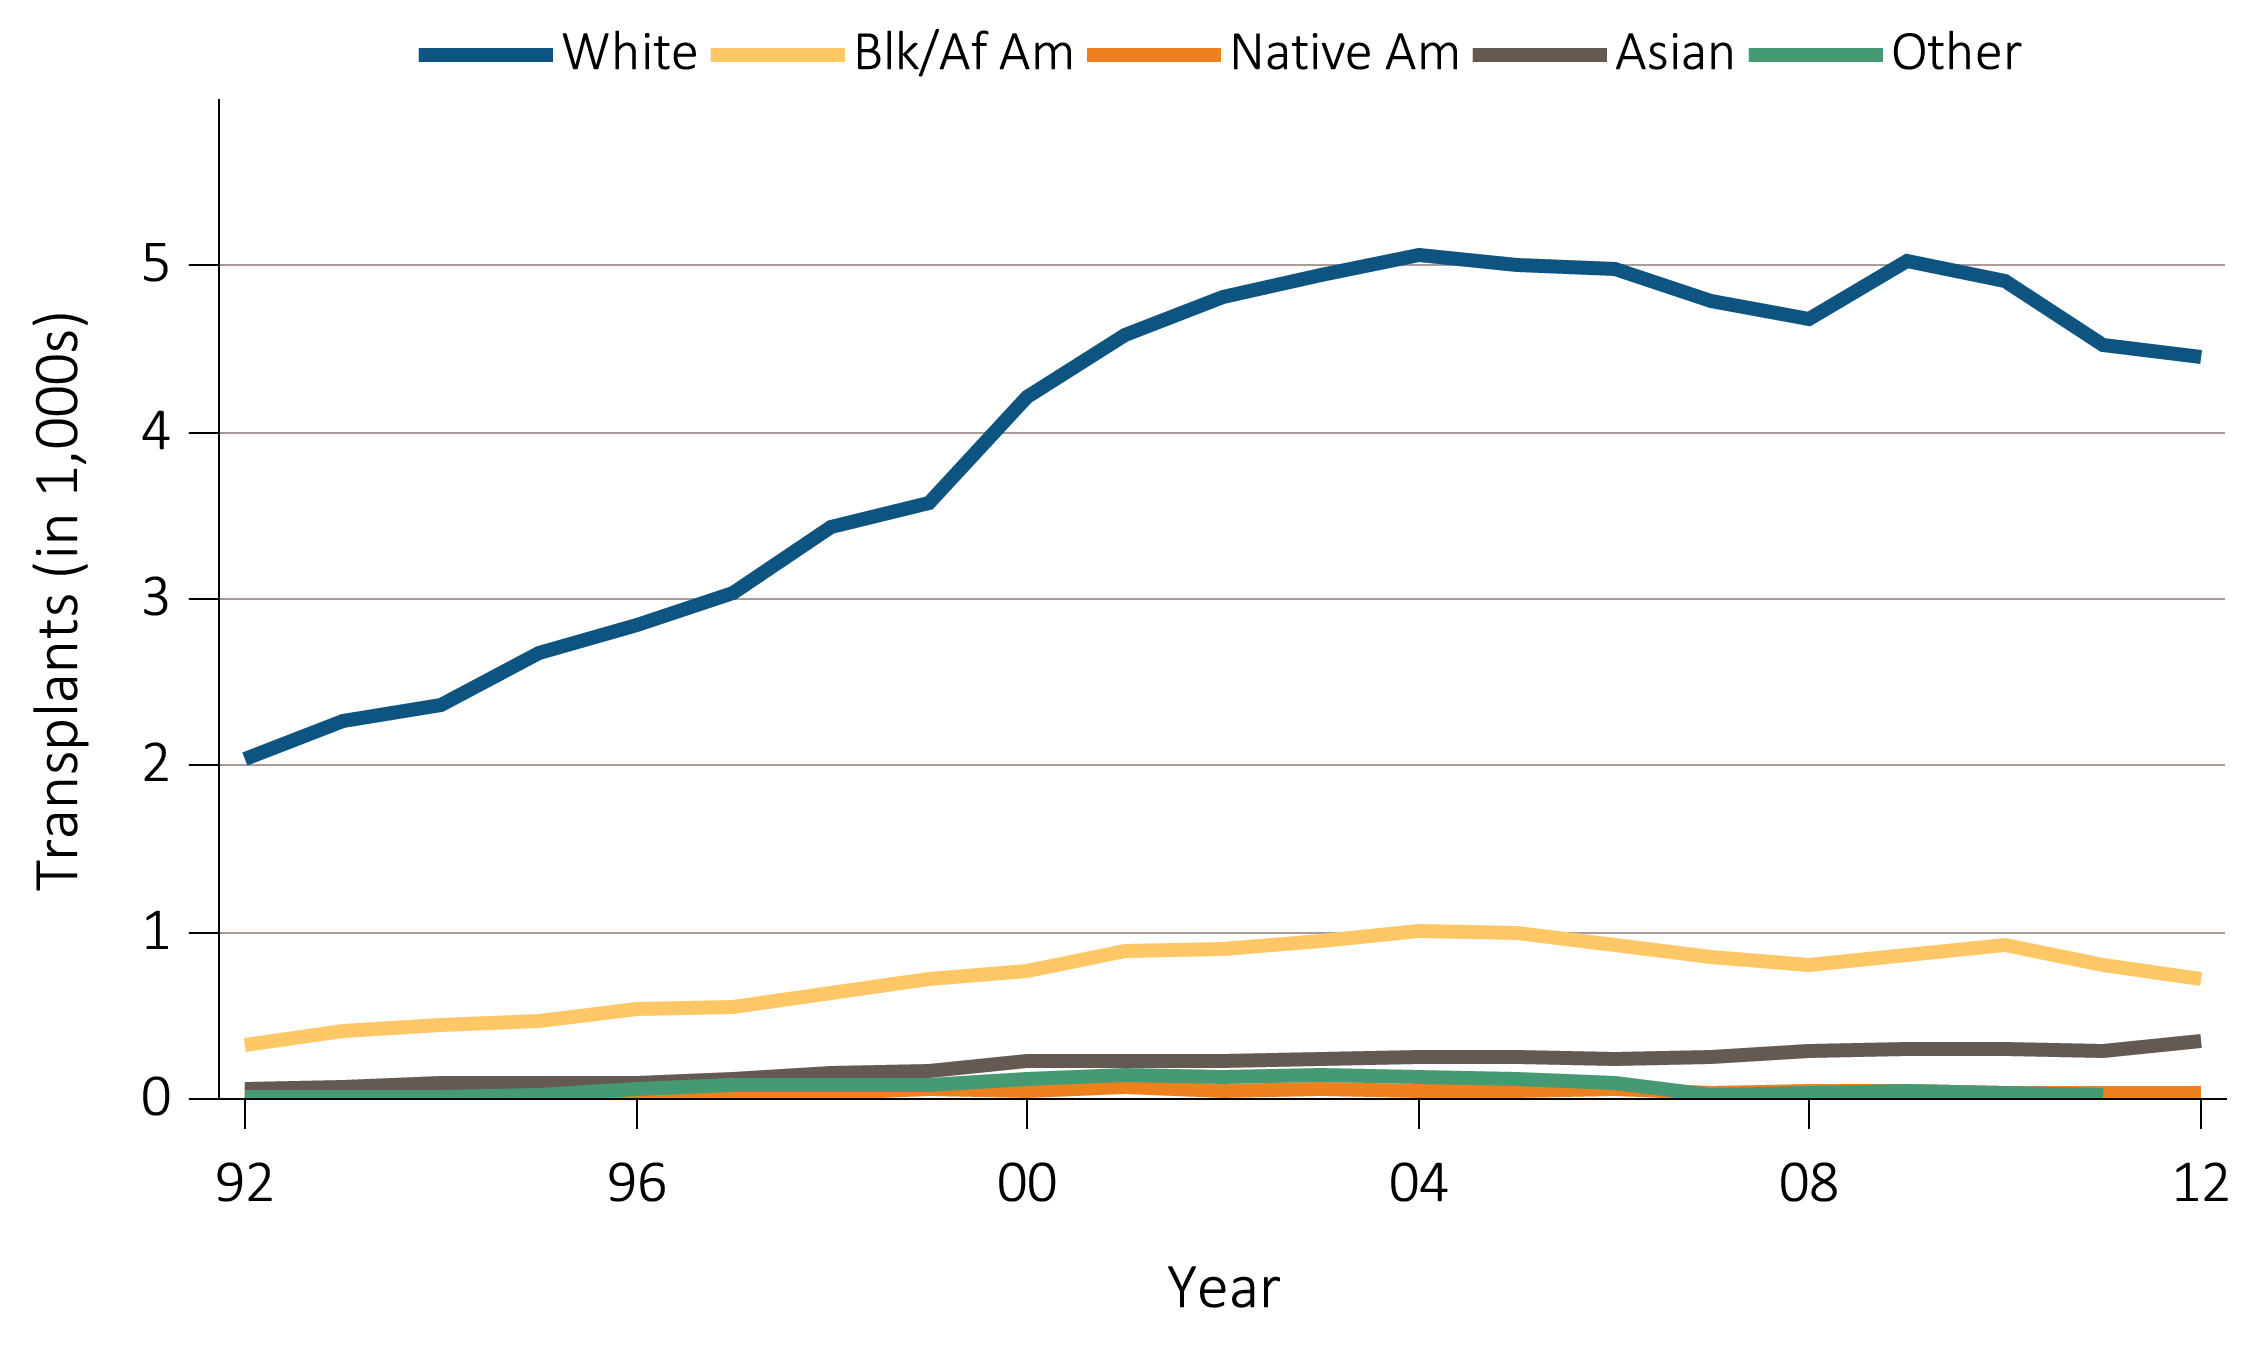 White Blk/Af Am Native Am Asian Other
Transplants (in 1,000s)
5
4
3
2
1
0
92 96 00 04 08 12
Year